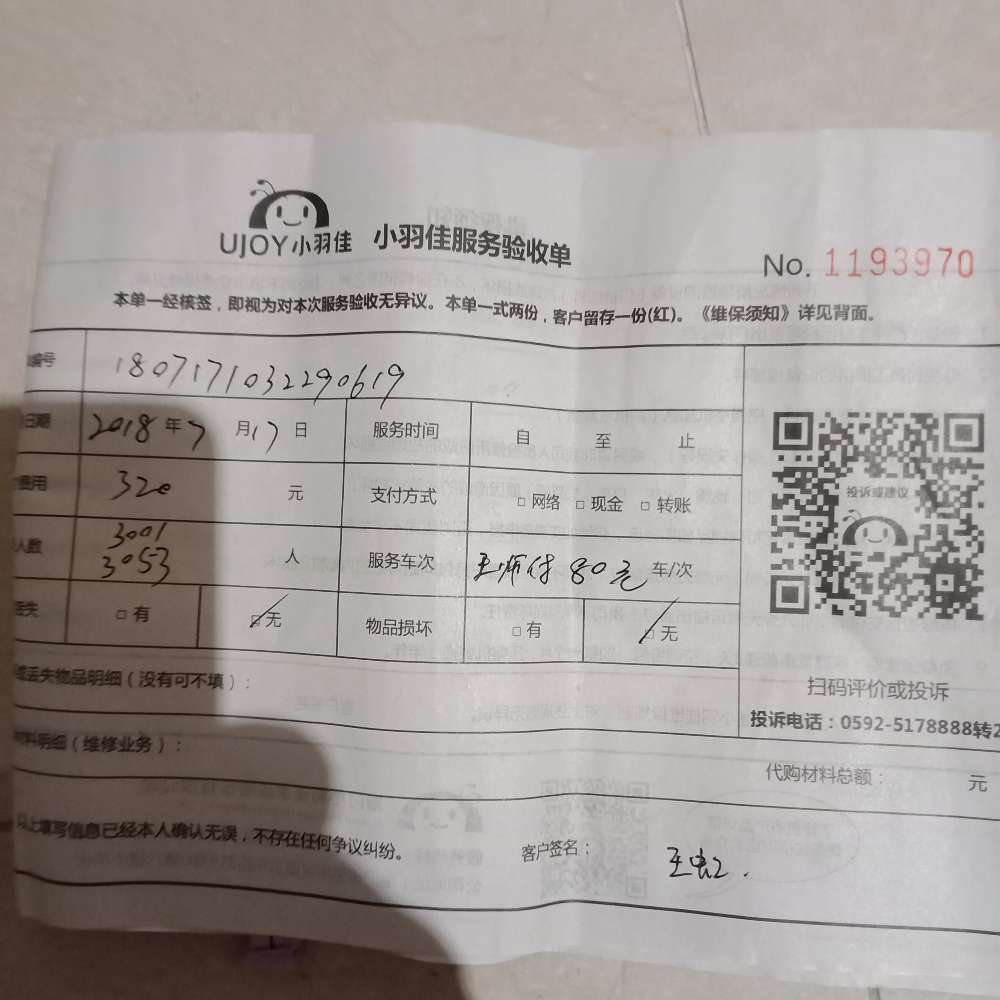 UJOY小羽佳 小羽佳服务验收单
No. 1193970
本单一经核签，即视为对本次服务验收无异议。本单一式两份，客户留存一份(红)。《维保须知》详见背面。
编号 180717103229 0619
日期 2018年7月17日 服务时间 自 至 止
费用 320 元 支付方式 □网络 □现金 □转账
人数 3001 3053 人 服务车次 王师傅80元 车/次
丢失 □有 □无 物品损坏 □有 □无
投诉或建议
扫码评价或投诉
投诉电话：0592-5178888转2
丢失物品明细（没有可不填）：
材料明细（维修业务）：
代购材料总额： 元
以上填写信息已经本人确认无误，不存在任何争议纠纷。
客户签名：